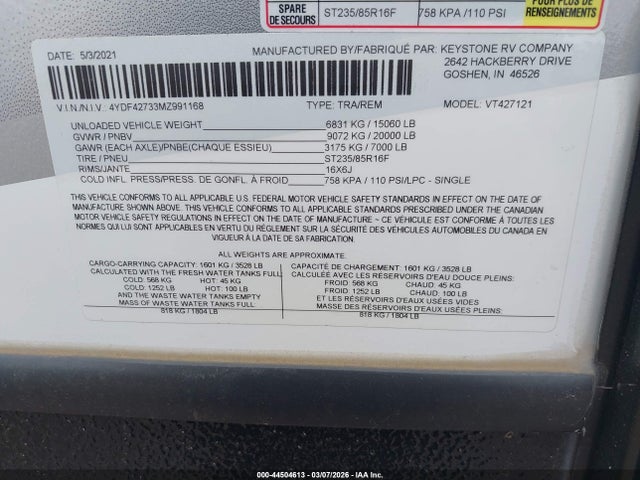 SPARE
DE SECOURS ST235/85R16F 758 KPA /110 PSI
POUR PLUS DE
RENSEIGNEMENTS
DATE: 5/3/2021 MANUFACTURED BY/FABRIQUÉ PAR: KEYSTONE RV COMPANY
2642 HACKBERRY DRIVE
GOSHEN, IN 46526
V.I.N./N.I.V.: 4YDF42733MZ991168 TYPE: TRA/REM MODEL: VT427121
UNLOADED VEHICLE WEIGHT 6831 KG / 15060 LB
GVWR / PNBV 9072 KG / 20000 LB
GAWR (EACH AXLE)/PNBE(CHAQUE ESSIEU) 3175 KG / 7000 LB
TIRE / PNEU ST235/85R16F
RIMS/JANTE 16X6J
COLD INFL. PRESS/PRESS. DE GONFL. À FROID 758 KPA / 110 PSI/LPC - SINGLE
THIS VEHICLE CONFORMS TO ALL APPLICABLE U.S. FEDERAL MOTOR VEHICLE SAFETY STANDARDS IN EFFECT ON THE DATE OF
MANUFACTURE SHOWN ABOVE. THIS VEHICLE CONFORMS TO ALL APPLICABLE STANDARDS PRESCRIBED UNDER THE CANADIAN
MOTOR VEHICLE SAFETY REGULATIONS IN EFFECT ON THE DATE OF MANUFACTURE – CE VÉHICULE EST CONFORME À TOUTES LES
NORMES QUI LUI SONT APPLICABLES EN VERTU DU RÈGLEMENT SUR LA SÉCURITÉ DES VÉHICULES AUTOMOBILES DU CANADA EN
VIGUEUR À LA DATE DE SA FABRICATION.
ALL WEIGHTS ARE APPROXIMATE.
CARGO-CARRYING CAPACITY: 1601 KG / 3528 LB
CALCULATED WITH THE FRESH WATER TANKS FULL:
COLD: 568 KG HOT: 45 KG
COLD: 1252 LB HOT: 100 LB
AND THE WASTE WATER TANKS EMPTY
MASS OF WASTE WATER TANKS FULL:
818 KG / 1804 LB
CAPACITÉ DE CHARGEMENT: 1601 KG / 3528 LB
CALCULÉE AVEC LES RÉSERVOIRS D'EAU DOUCE PLEINS:
FROID: 568 KG CHAUD: 45 KG
FROID: 1252 LB CHAUD: 100 LB
ET LES RÉSERVOIRS D'EAUX USÉES VIDES
MASSE DES RÉSERVOIRS D'EAUX USÉES PLEINS:
818 KG / 1804 LB
000-44504613 - 03/07/2026 - IAA Corp.